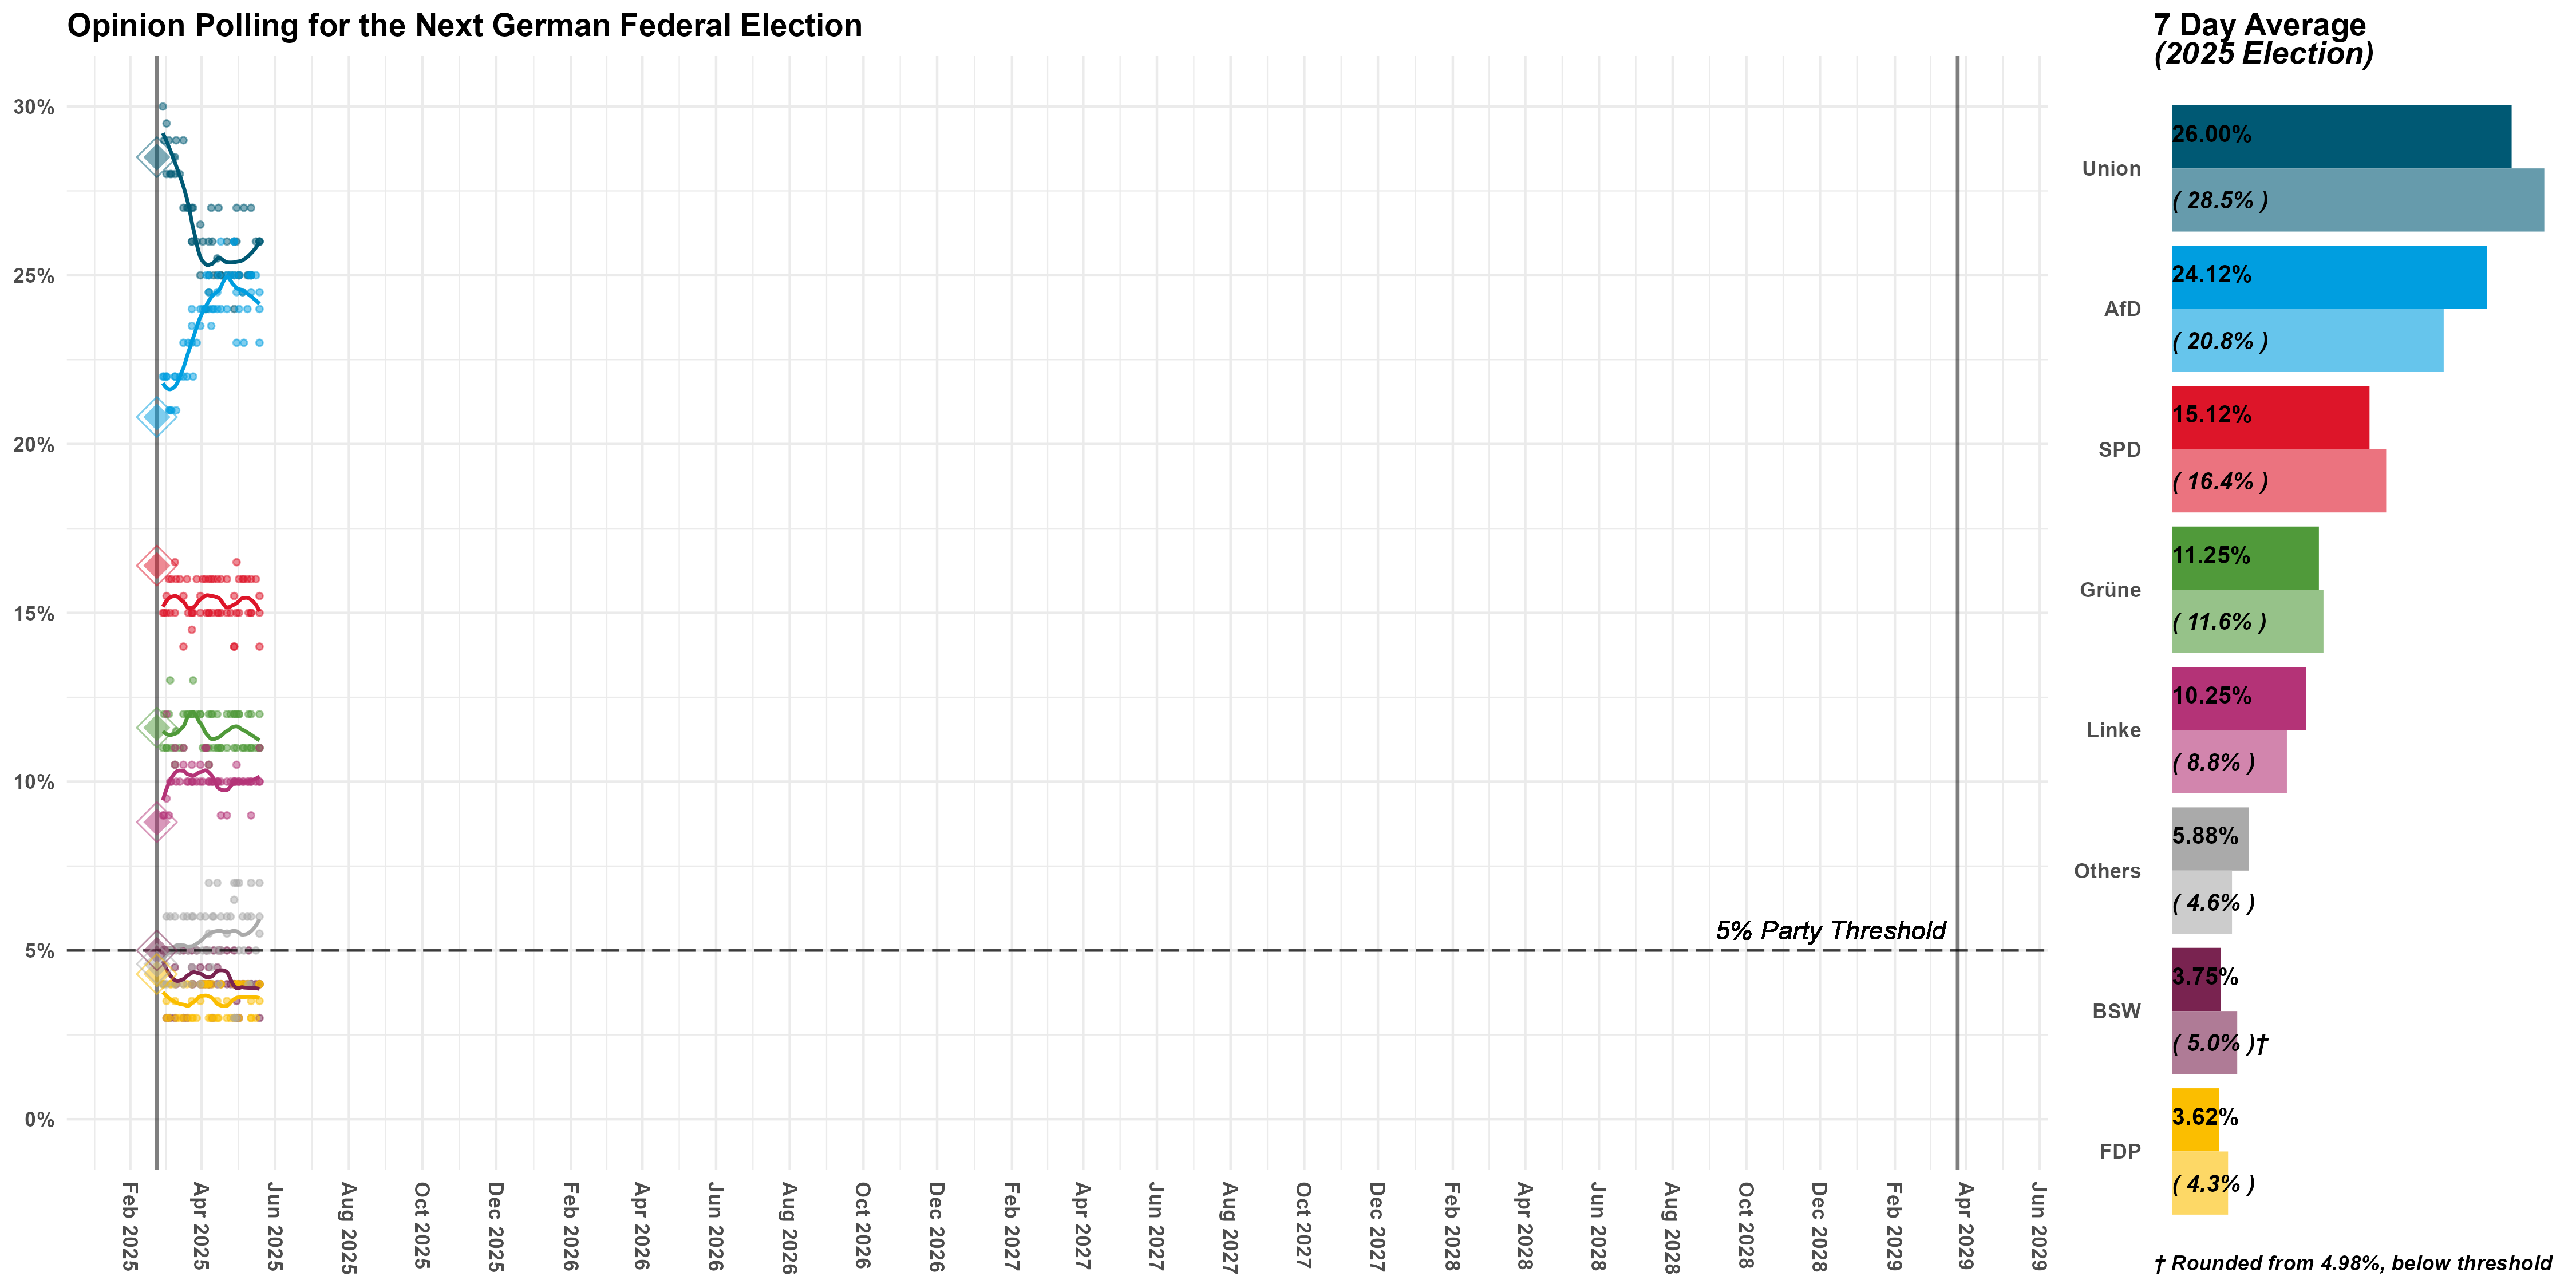 Opinion Polling for the Next German Federal Election
30%
25%
20%
15%
10%
5%
0%
5% Party Threshold
Feb 2025
Apr 2025
Jun 2025
Aug 2025
Oct 2025
Dec 2025
Feb 2026
Apr 2026
Jun 2026
Aug 2026
Oct 2026
Dec 2026
Feb 2027
Apr 2027
Jun 2027
Aug 2027
Oct 2027
Dec 2027
Feb 2028
Apr 2028
Jun 2028
Aug 2028
Oct 2028
Dec 2028
Feb 2029
Apr 2029
Jun 2029
7 Day Average
(2025 Election)
Union
26.00%
( 28.5% )
AfD
24.12%
( 20.8% )
SPD
15.12%
( 16.4% )
Grüne
11.25%
( 11.6% )
Linke
10.25%
( 8.8% )
Others
5.88%
( 4.6% )
BSW
3.75%
( 5.0% )†
FDP
3.62%
( 4.3% )
† Rounded from 4.98%, below threshold